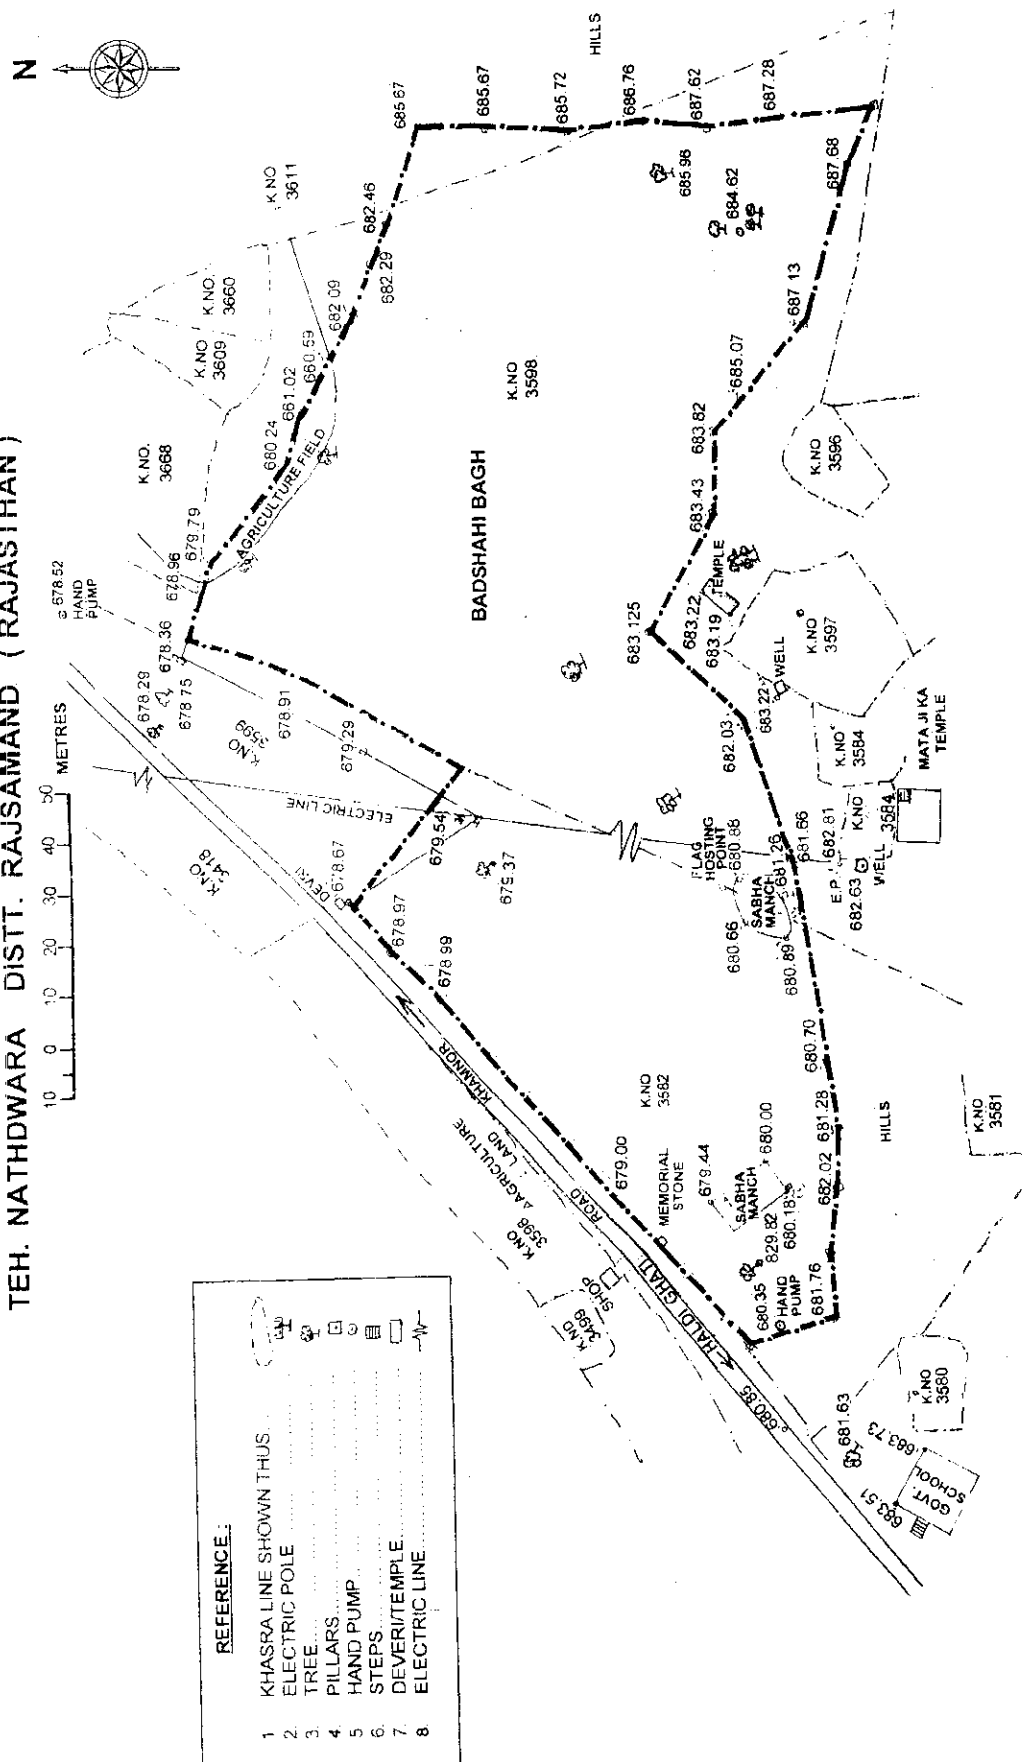 TEH. NATHDWARA DISTT. RAJSAMAND ( RAJASTHAN )
N
10 0 10 20 30 40 50 METRES
REFERENCE :
1 KHASRA LINE SHOWN THUS
2. ELECTRIC POLE
3. TREE
4. PILLARS
5 HAND PUMP
6. STEPS
7. DEVERI/TEMPLE
8. ELECTRIC LINE
678.52
HAND
PUMP
678.29
678.75
678.36
678.96
679.79
K.NO.
3668
K.NO
3609
K.NO.
3660
K.NO
3611
680.24
661.02
660.59
682.09
682.29
682.46
685.67
685.67
685.72
686.76
687.62
687.28
HILLS
AGRICULTURE FIELD
K.NO
3599
678.91
679.29
ELECTRIC LINE
K.NO
3418
DEVRI
678.67
679.54
679.37
678.97
678.99
K.NO
3598
BADSHAHI BAGH
685.96
684.62
687.68
687.13
685.07
683.82
683.43
TEMPLE
683.22
683.19
683.125
682.03
683.22
WELL
K.NO
3596
K.NO
3597
K.NO
3584
K.NO
3584
MATA JI KA
TEMPLE
FLAG
HOSTING
POINT
680.88
SABHA
MANCH
681.26
681.66
682.81
E.P.
682.63
WELL
680.66
680.89
680.70
681.28
682.02
681.76
HILLS
K.NO
3581
K.NO
3582
679.00
MEMORIAL
STONE
679.44
SABHA
MANCH
680.00
680.18
829.82
680.35
HAND
PUMP
KHAMNOR
ROAD
HALDI GHATI
AGRICULTURE
LAND
K.NO
3598
SHOP
K.NO
3499
680.85
681.63
683.73
683.51
GOVT.
SCHOOL
K.NO
3580